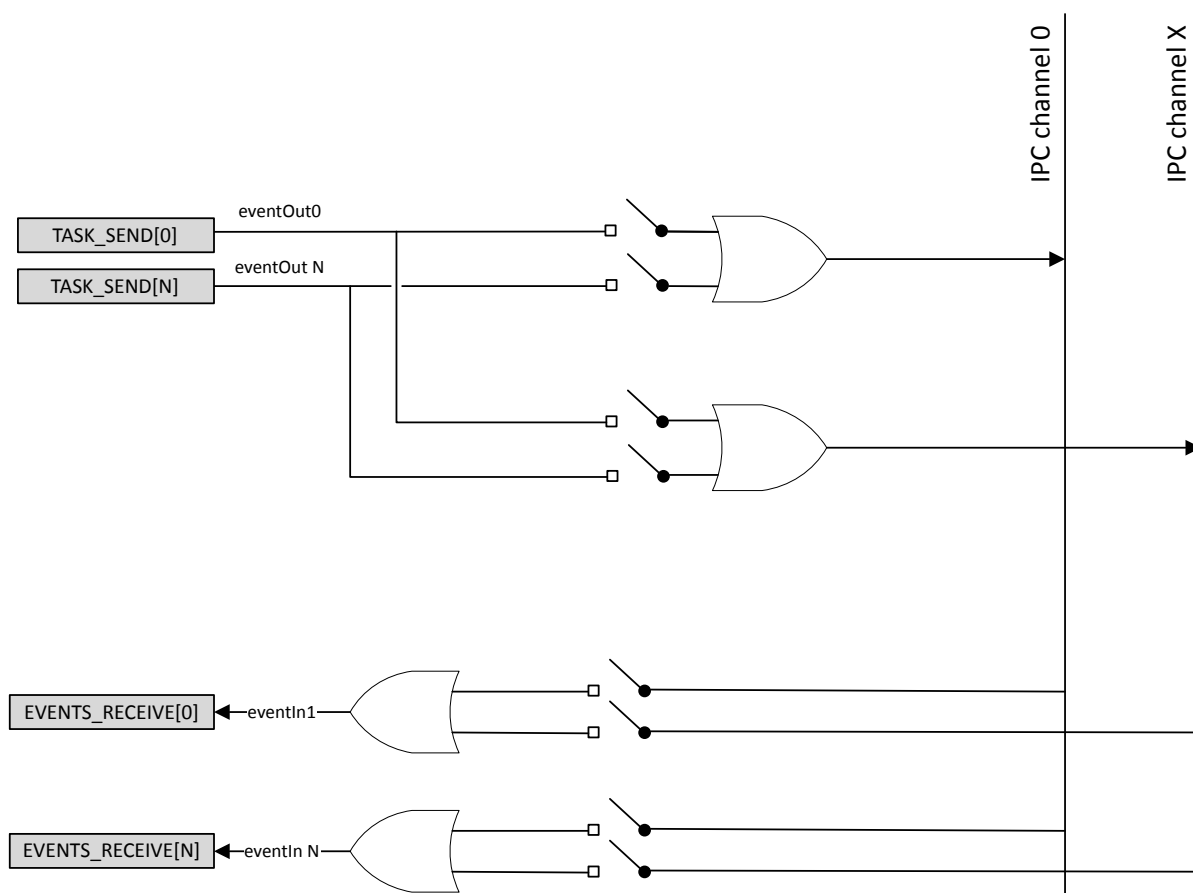 IPC channel 0
IPC channel X
eventOut0
TASK_SEND[0]
eventOut N
TASK_SEND[N]
EVENTS_RECEIVE[0]
eventIn1
EVENTS_RECEIVE[N]
eventIn N